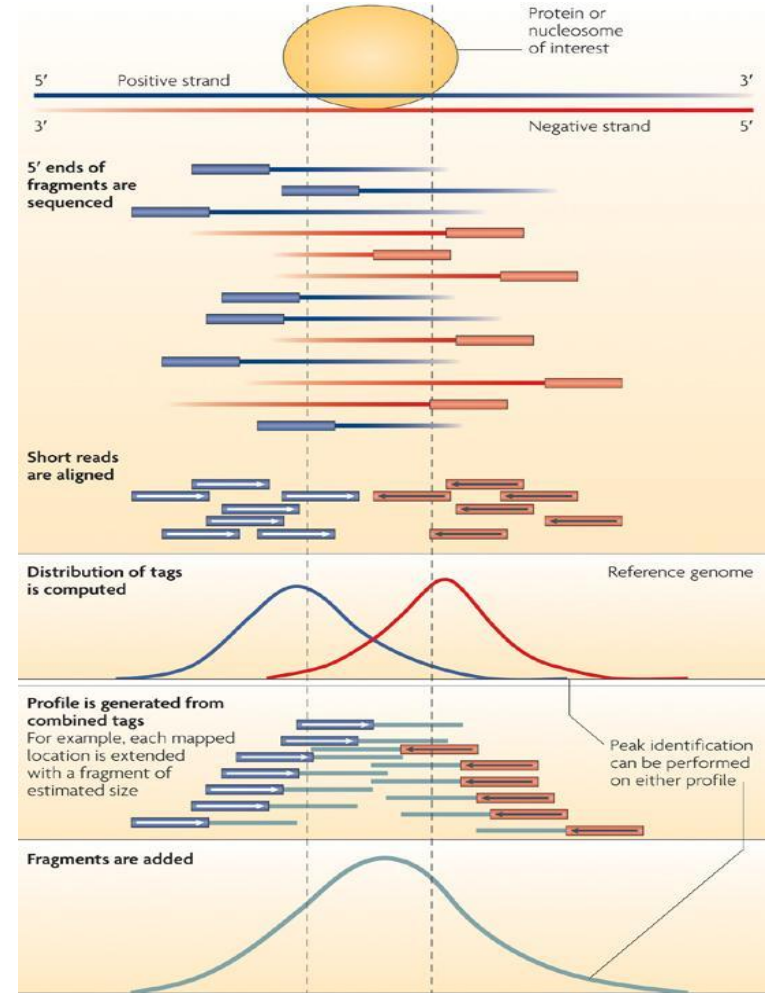 Protein or
nucleosome
of interest
5′ Positive strand 3′
3′ Negative strand 5′
5′ ends of
fragments are
sequenced
Short reads
are aligned
Distribution of tags
is computed
Reference genome
Profile is generated from
combined tags
For example, each mapped
location is extended
with a fragment of
estimated size
Peak identification
can be performed
on either profile
Fragments are added